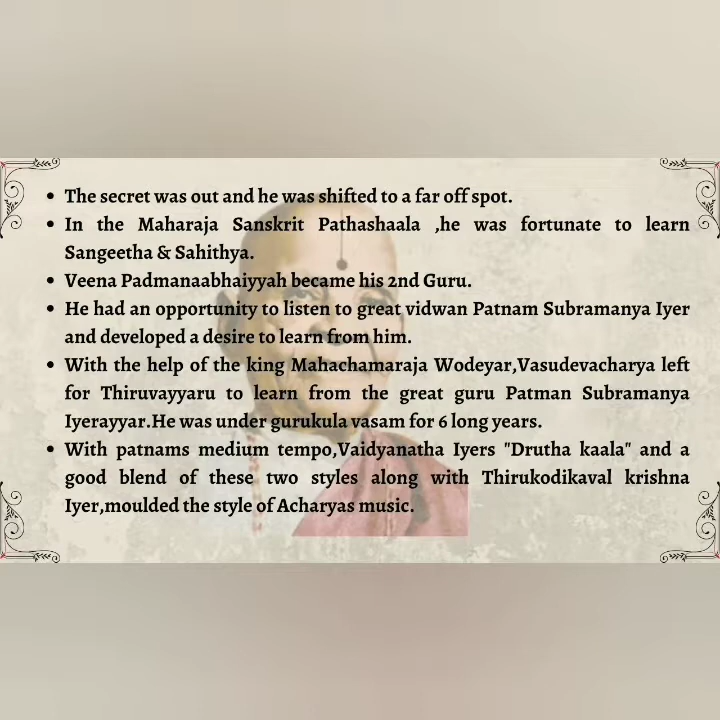 • The secret was out and he was shifted to a far off spot.
• In the Maharaja Sanskrit Pathashaala ,he was fortunate to learn
Sangeetha & Sahithya.
• Veena Padmanaabhaiyyah became his 2nd Guru.
• He had an opportunity to listen to great vidwan Patnam Subramanya Iyer
and developed a desire to learn from him.
• With the help of the king Mahachamaraja Wodeyar,Vasudevacharya left
for Thiruvayyaru to learn from the great guru Patman Subramanya
Iyerayyar.He was under gurukula vasam for 6 long years.
• With patnams medium tempo,Vaidyanatha Iyers "Drutha kaala" and a
good blend of these two styles along with Thirukodikaval krishna
Iyer,moulded the style of Acharyas music.